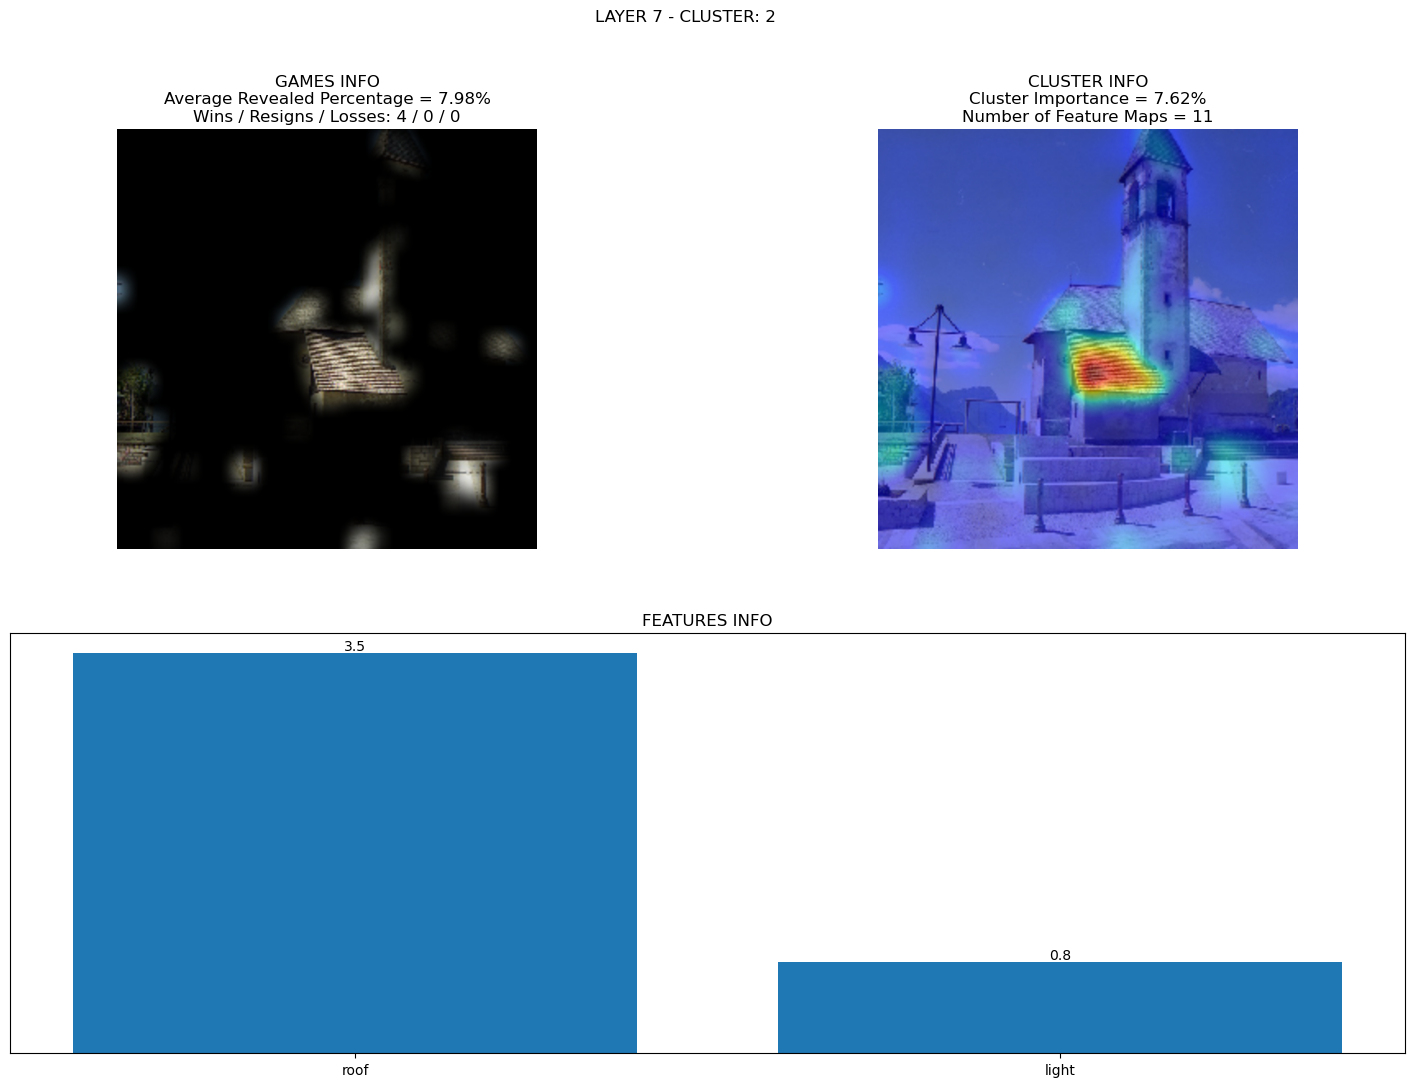 LAYER 7 - CLUSTER: 2
GAMES INFO
Average Revealed Percentage = 7.98%
Wins / Resigns / Losses: 4 / 0 / 0
CLUSTER INFO
Cluster Importance = 7.62%
Number of Feature Maps = 11
FEATURES INFO
3.5
0.8
roof
light